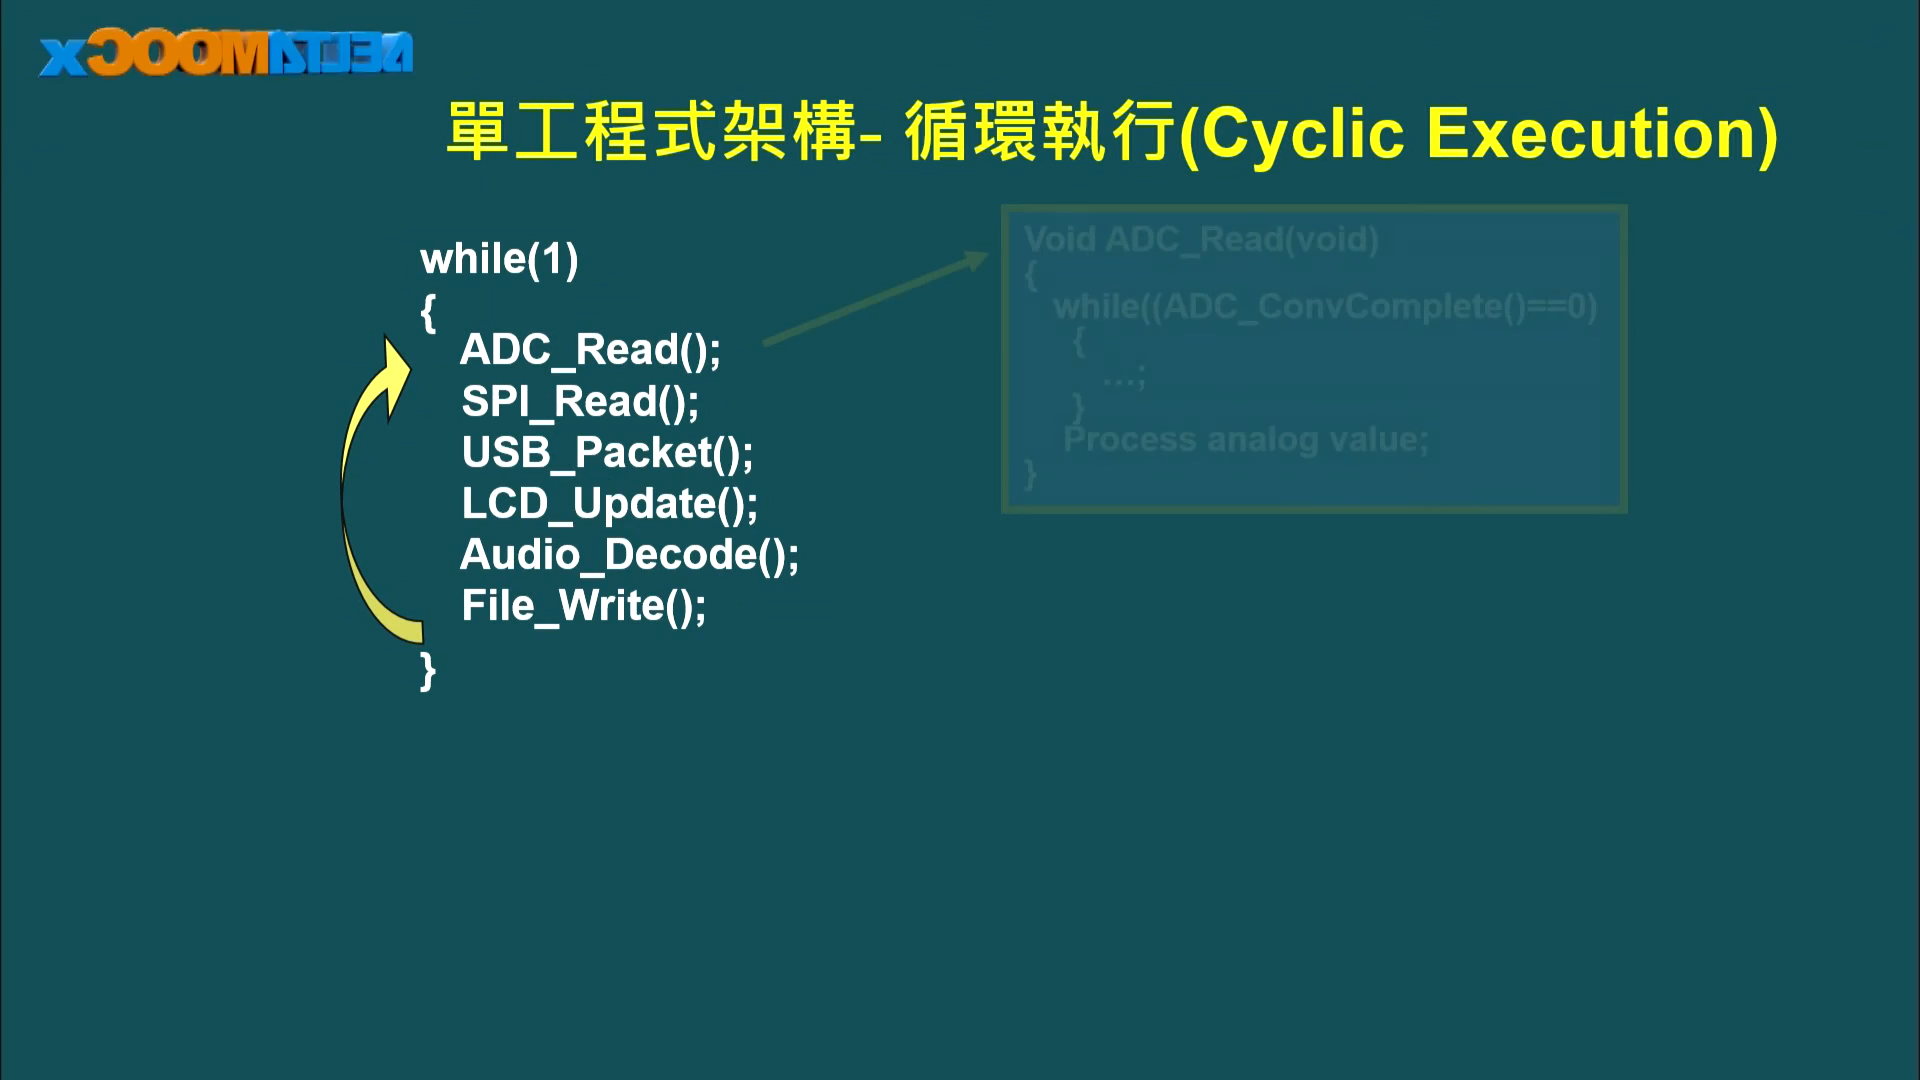 DELTAMOOCx
單工程式架構- 循環執行(Cyclic Execution)
while(1)
{
ADC_Read();
SPI_Read();
USB_Packet();
LCD_Update();
Audio_Decode();
File_Write();
}
Void ADC_Read(void)
{
while((ADC_ConvComplete()==0)
{
...;
}
Process analog value;
}